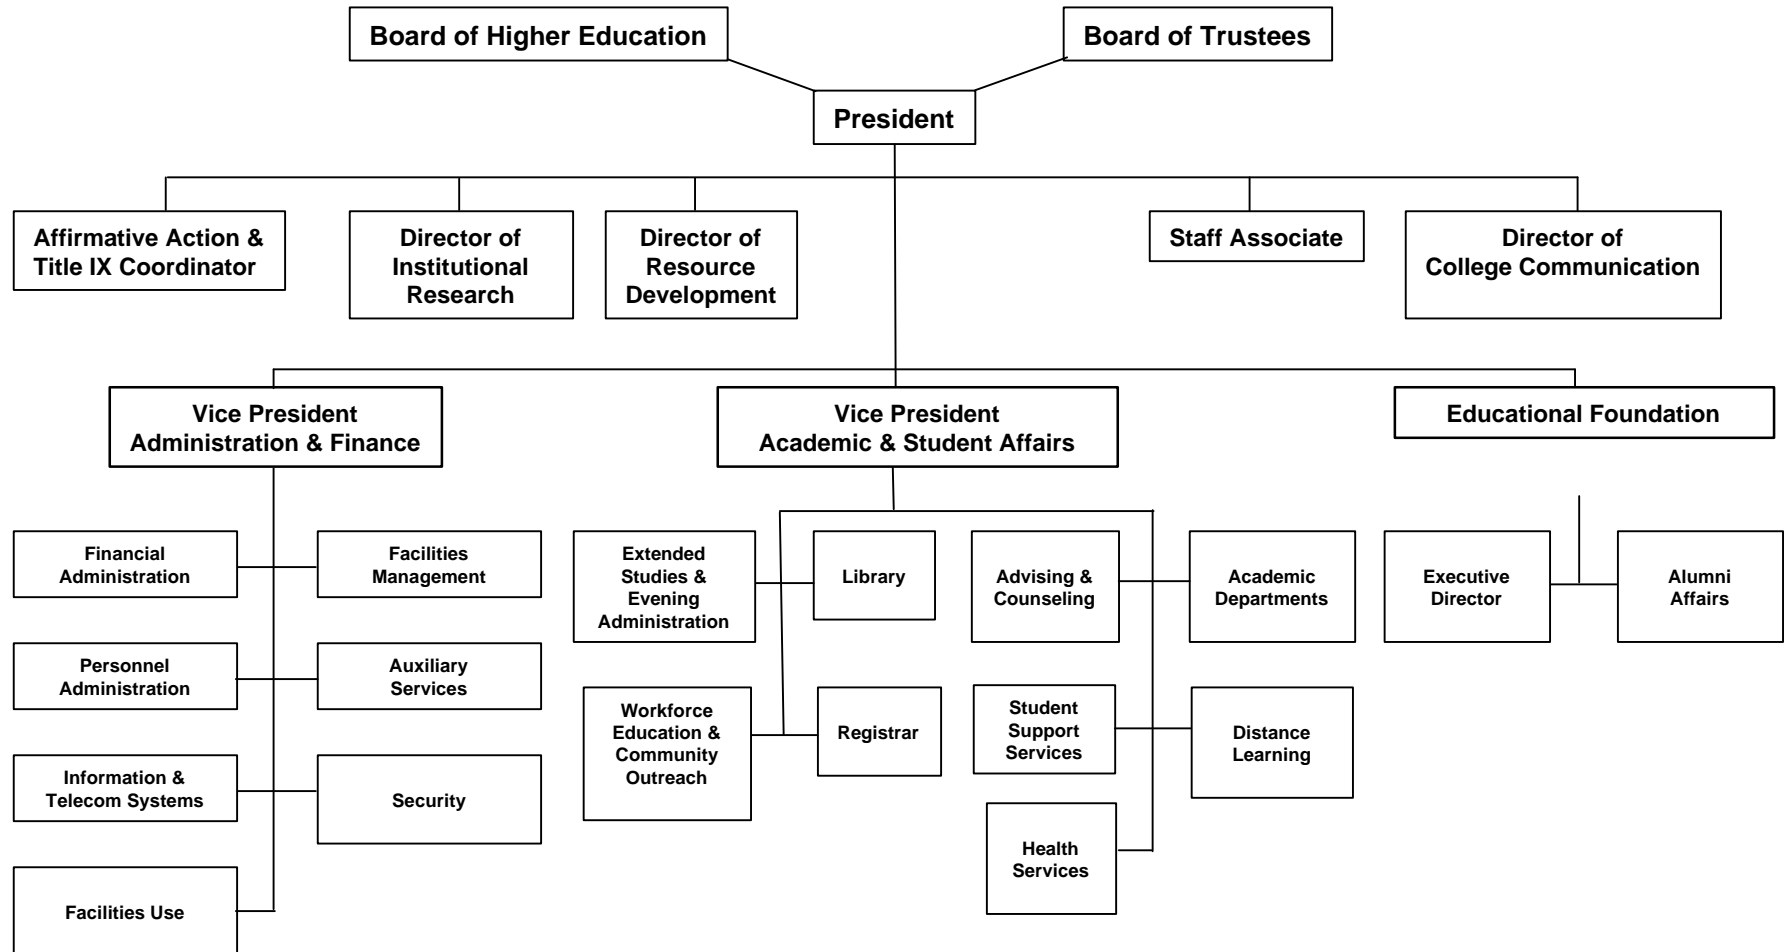 Board of Higher Education
Board of Trustees
President
Affirmative Action &
Title IX Coordinator
Director of
Institutional
Research
Director of
Resource
Development
Staff Associate
Director of
College Communication
Vice President
Administration & Finance
Vice President
Academic & Student Affairs
Educational Foundation
Financial
Administration
Facilities
Management
Extended
Studies &
Evening
Administration
Library
Advising &
Counseling
Academic
Departments
Executive
Director
Alumni
Affairs
Personnel
Administration
Auxiliary
Services
Workforce
Education &
Community
Outreach
Registrar
Student
Support
Services
Distance
Learning
Information &
Telecom Systems
Security
Health
Services
Facilities Use